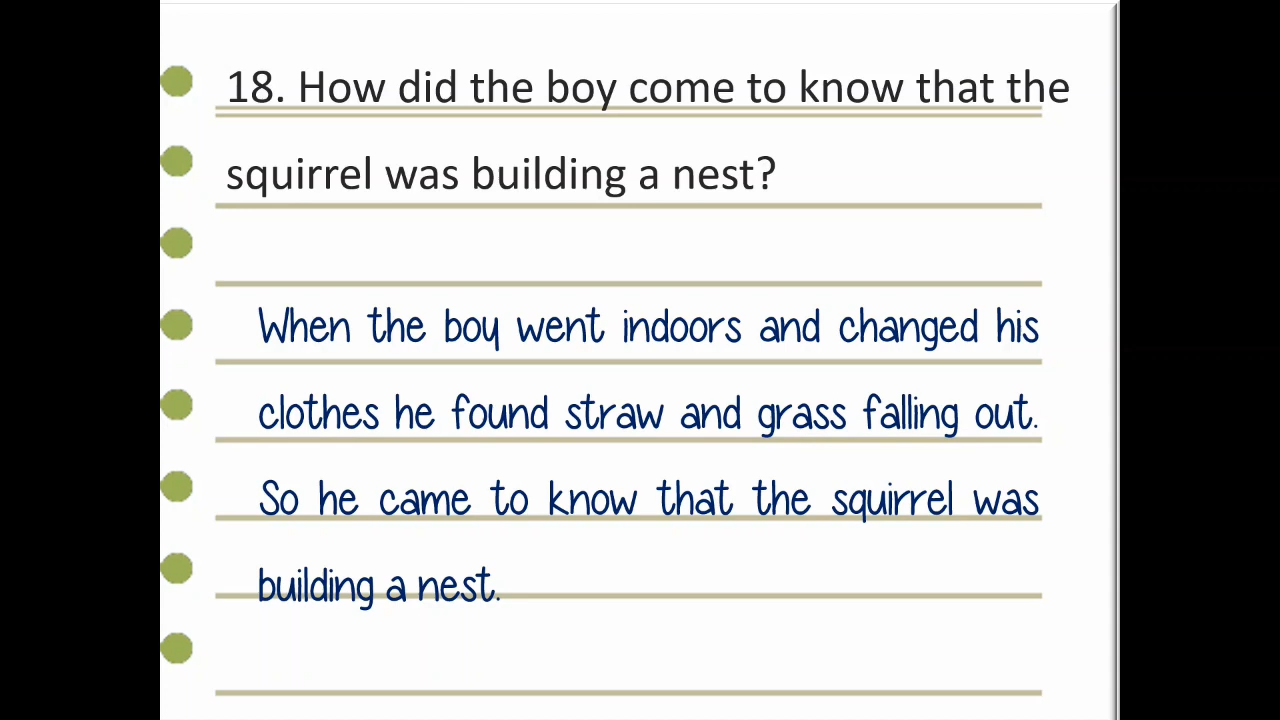 18. How did the boy come to know that the
squirrel was building a nest?
When the boy went indoors and changed his
clothes he found straw and grass falling out.
So he came to know that the squirrel was
building a nest.